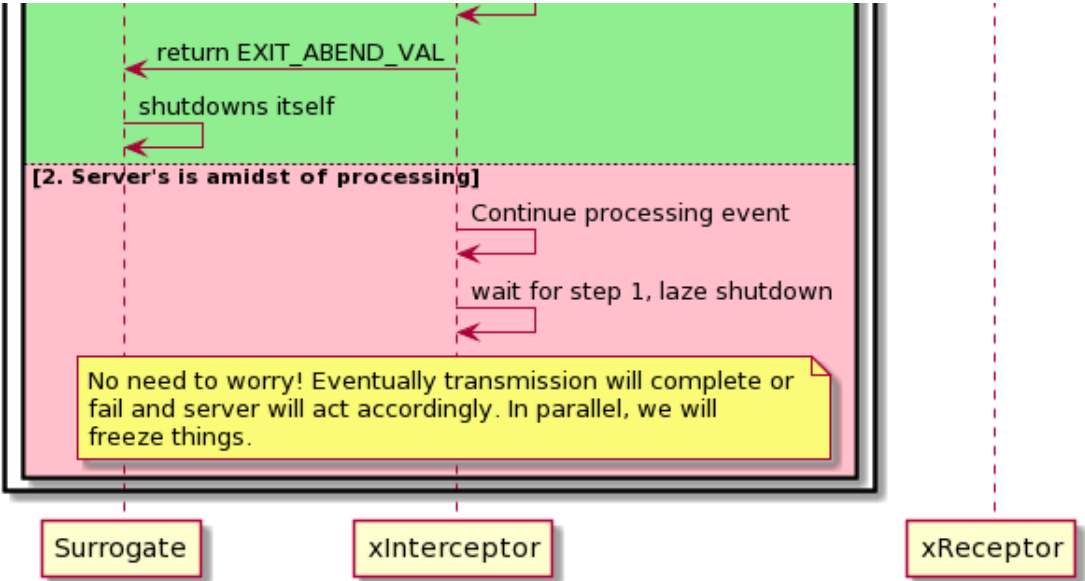 return EXIT_ABEND_VAL
shutdowns itself
[2. Server's is amidst of processing]
Continue processing event
wait for step 1, laze shutdown
No need to worry! Eventually transmission will complete or
fail and server will act accordingly. In parallel, we will
freeze things.
Surrogate
xInterceptor
xReceptor